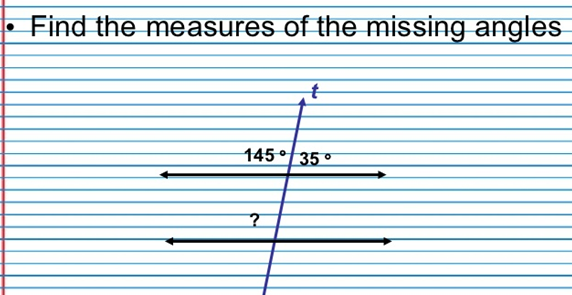 • Find the measures of the missing angles
t
145° 35°
?